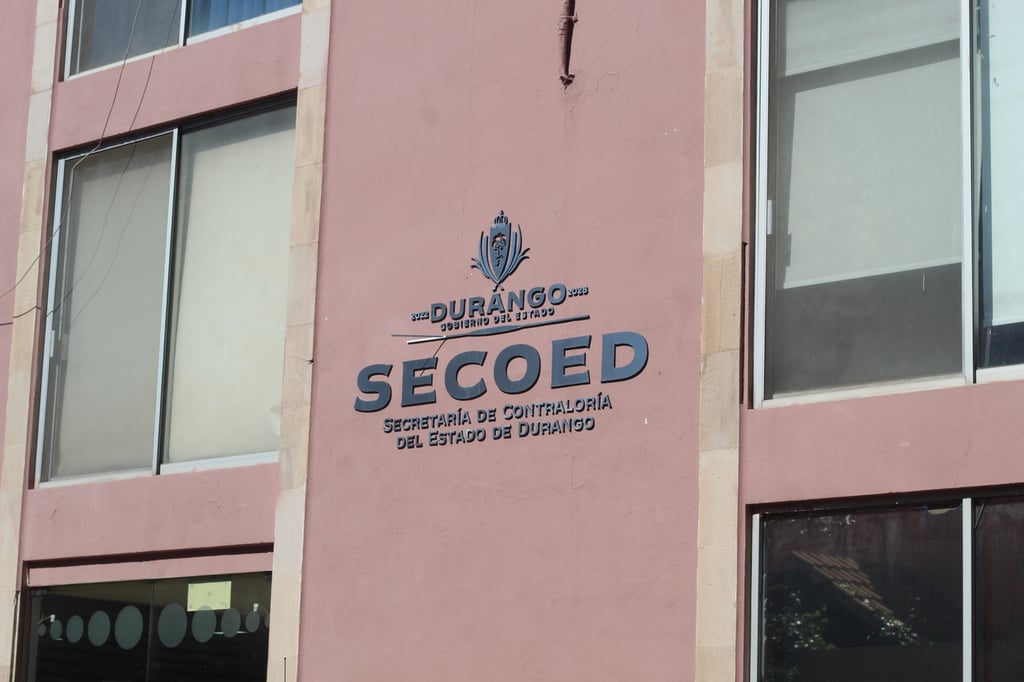 2022 DURANGO 2028
GOBIERNO DEL ESTADO
SECOED
SECRETARÍA DE CONTRALORÍA
DEL ESTADO DE DURANGO